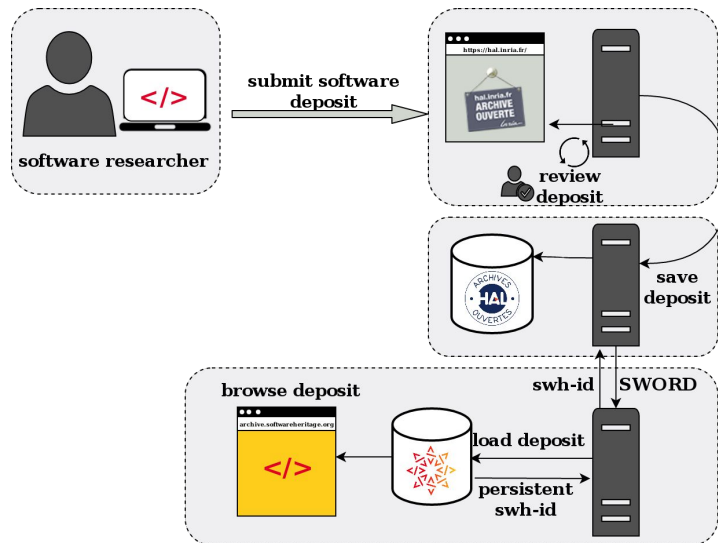 </>
software researcher
submit software
deposit
https://hal.inria.fr/
hal.inria.fr
ARCHIVE
OUVERTE
Inria
review
deposit
ARCHIVES
HAL
OUVERTES
save
deposit
swh-id
SWORD
browse deposit
archive.softwareheritage.org
</>
load deposit
persistent
swh-id